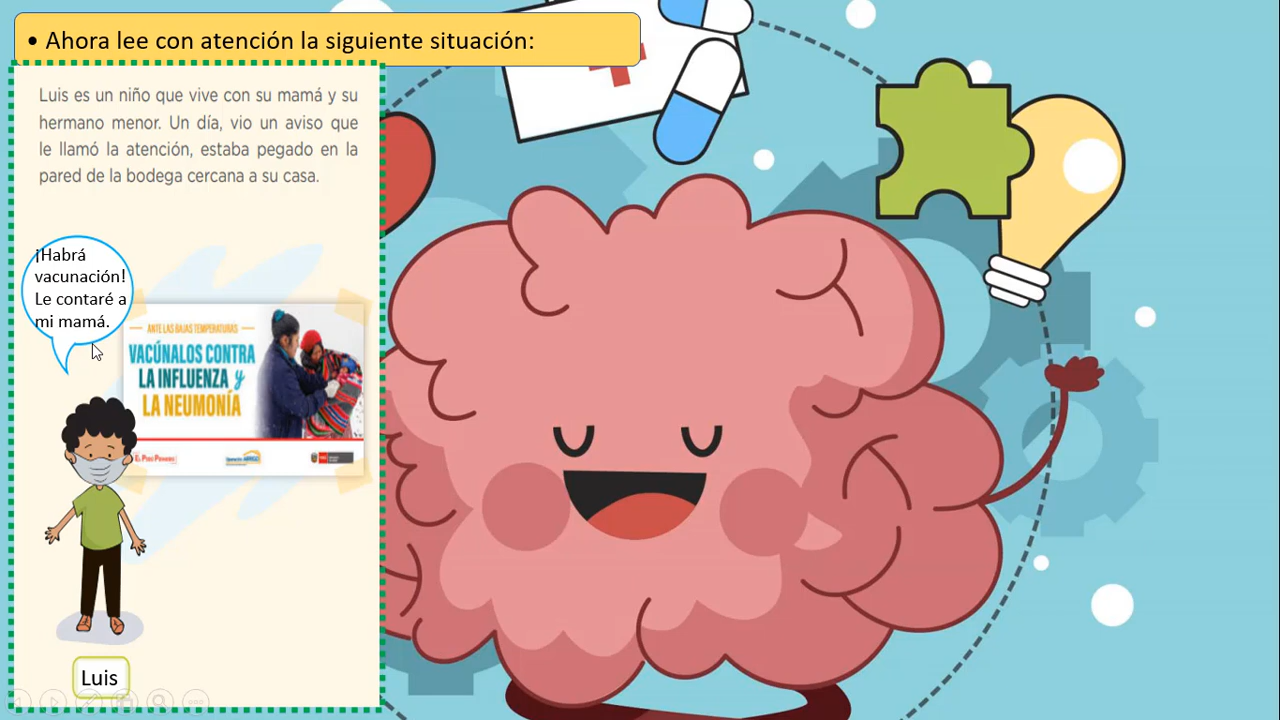 • Ahora lee con atención la siguiente situación:
Luis es un niño que vive con su mamá y su
hermano menor. Un día, vio un aviso que
le llamó la atención, estaba pegado en la
pared de la bodega cercana a su casa.
¡Habrá
vacunación!
Le contaré a
mi mamá.
ANTE LAS BAJAS TEMPERATURAS
VACÚNALOS CONTRA
LA INFLUENZA y
LA NEUMONÍA
EL PERÚ PRIMERO
Luis